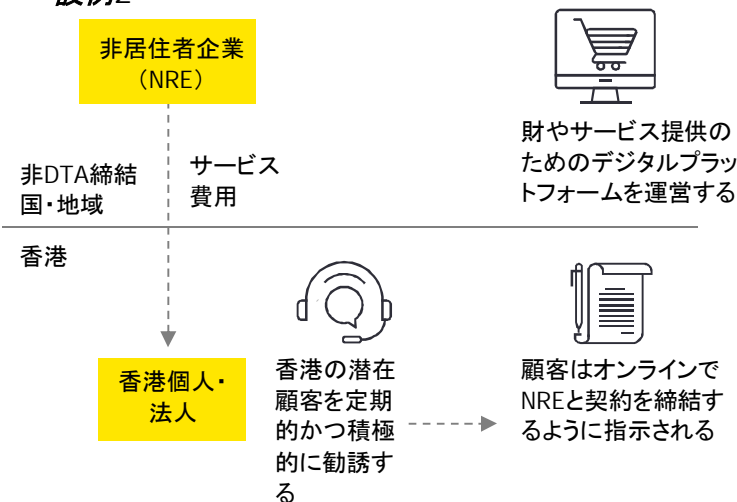 設例2
非居住者企業
（NRE）
財やサービス提供の
ためのデジタルプラッ
トフォームを運営する
非DTA締結
国・地域
サービス
費用
香港
香港個人・
法人
香港の潜在
顧客を定期
的かつ積極
的に勧誘す
る
顧客はオンラインで
NREと契約を締結す
るように指示される